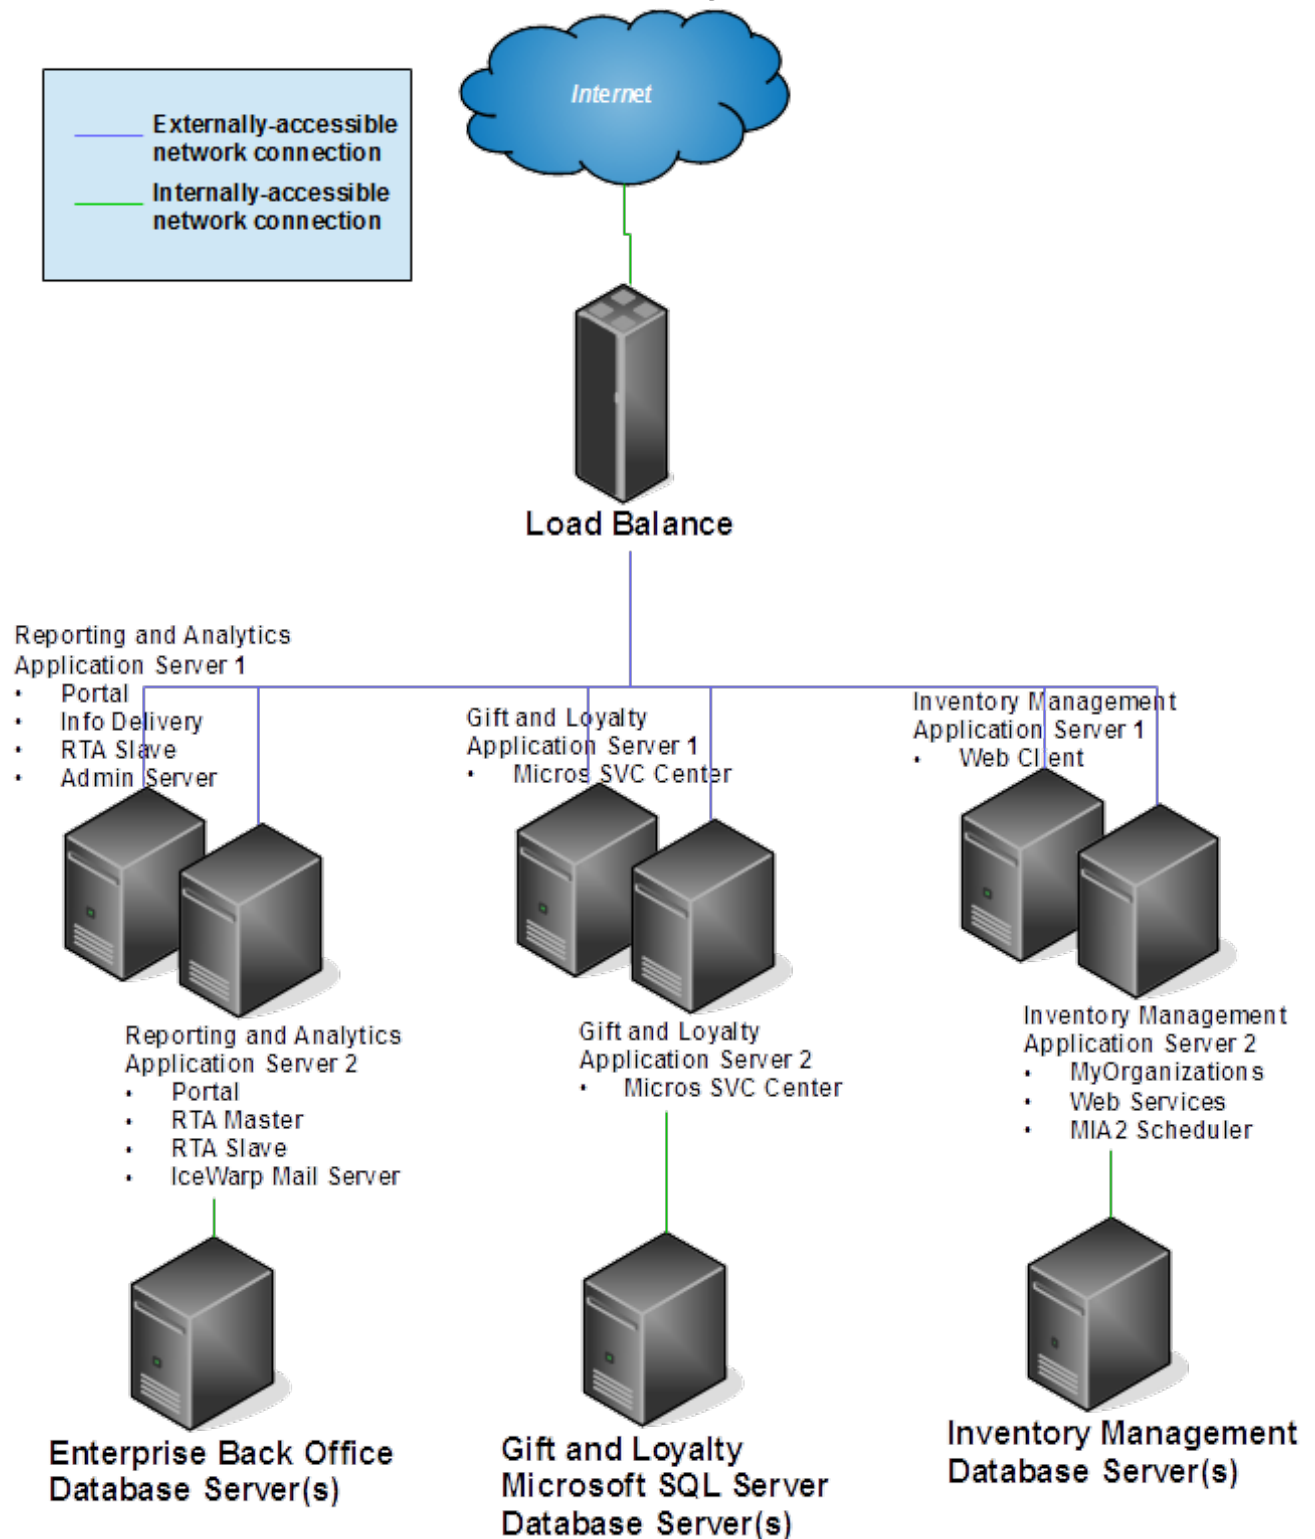 Internet
Externally-accessible
network connection
Internally-accessible
network connection
Load Balance
Reporting and Analytics
Application Server 1
• Portal
• Info Delivery
• RTA Slave
• Admin Server
Gift and Loyalty
Application Server 1
• Micros SVC Center
Inventory Management
Application Server 1
• Web Client
Reporting and Analytics
Application Server 2
• Portal
• RTA Master
• RTA Slave
• IceWarp Mail Server
Gift and Loyalty
Application Server 2
• Micros SVC Center
Inventory Management
Application Server 2
• MyOrganizations
• Web Services
• MIA2 Scheduler
Enterprise Back Office
Database Server(s)
Gift and Loyalty
Microsoft SQL Server
Database Server(s)
Inventory Management
Database Server(s)